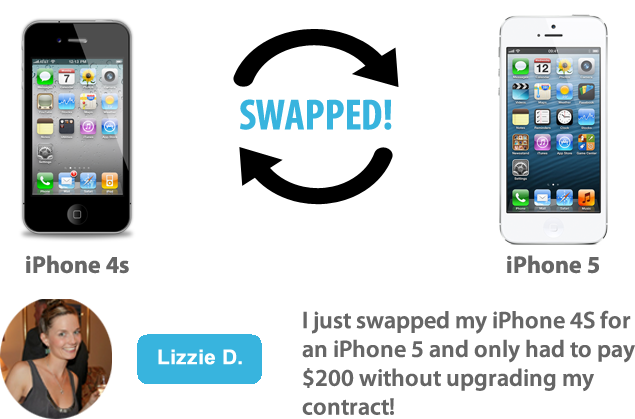 SWAPPED!
iPhone 4s
iPhone 5
Lizzie D.
I just swapped my iPhone 4S for
an iPhone 5 and only had to pay
$200 without upgrading my
contract!